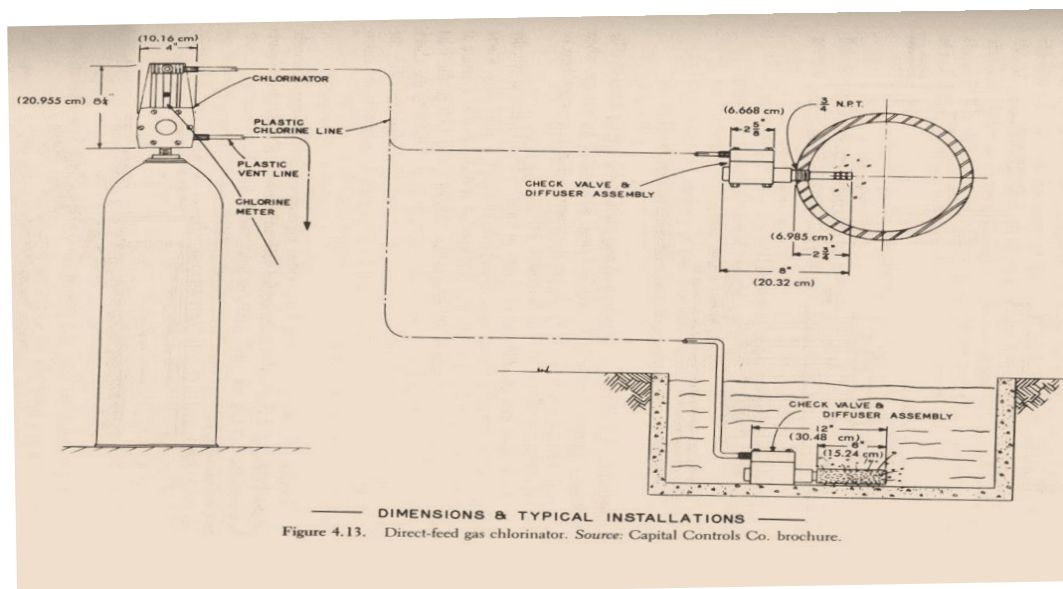 (10.16 cm)
4"
(20.955 cm) 8¼"
CHLORINATOR
PLASTIC
CHLORINE LINE
PLASTIC
VENT LINE
CHLORINE
METER
(6.668 cm)
2 5/8"
3/4 N.P.T.
CHECK VALVE &
DIFFUSER ASSEMBLY
(6.985 cm)
2 3/4"
8"
(20.32 cm)
CHECK VALVE &
DIFFUSER ASSEMBLY
12"
(30.48 cm)
6"
(15.24 cm)
DIMENSIONS & TYPICAL INSTALLATIONS
Figure 4.13. Direct-feed gas chlorinator. Source: Capital Controls Co. brochure.